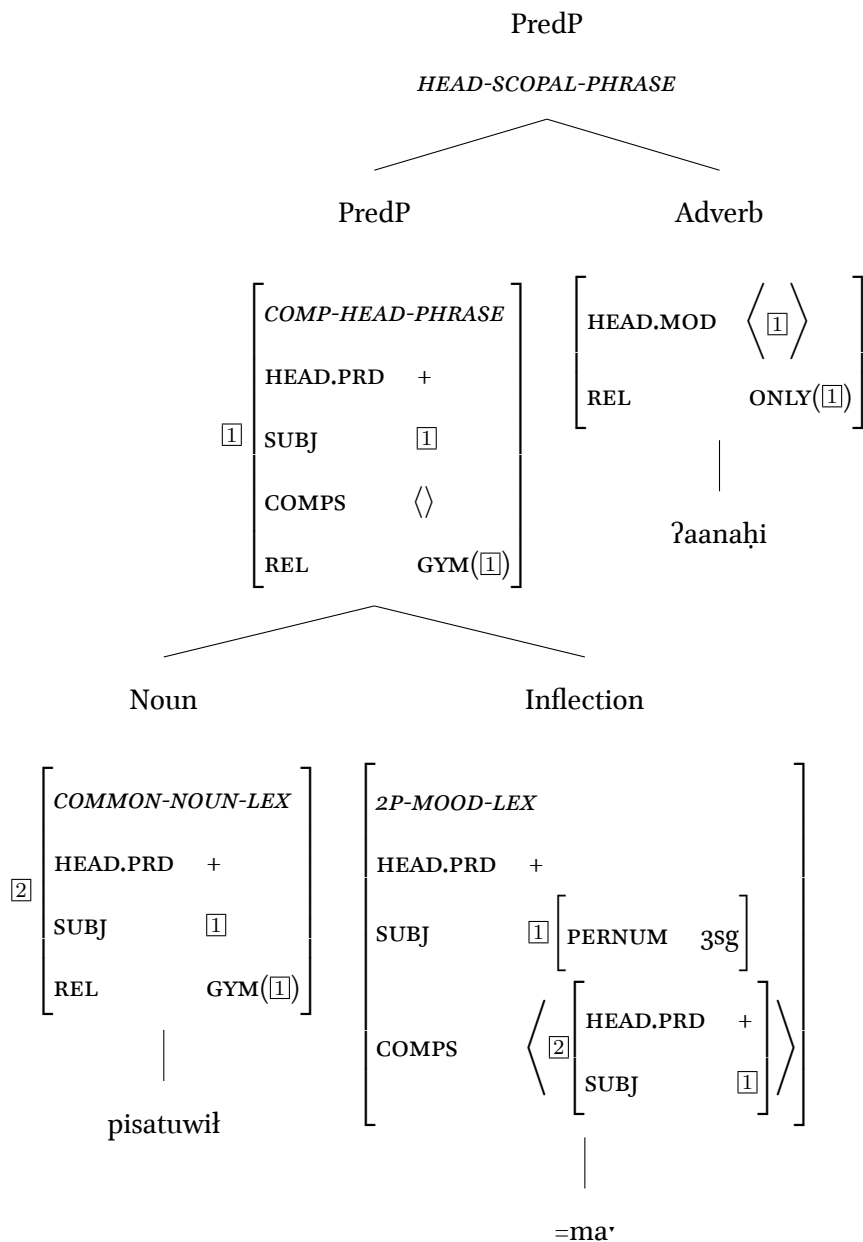 PredP
HEAD-SCOPAL-PHRASE
PredP Adverb
1 COMP-HEAD-PHRASE
HEAD.PRD +
SUBJ 1
COMPS ⟨⟩
REL GYM(1)
HEAD.MOD ⟨ 1 ⟩
REL ONLY(1)
ʔaanaḥi
Noun Inflection
2 COMMON-NOUN-LEX
HEAD.PRD +
SUBJ 1
REL GYM(1)
pisatuwił
2P-MOOD-LEX
HEAD.PRD +
SUBJ 1 [PERNUM 3sg]
COMPS ⟨ 2 [HEAD.PRD +
SUBJ 1] ⟩
=maˑ